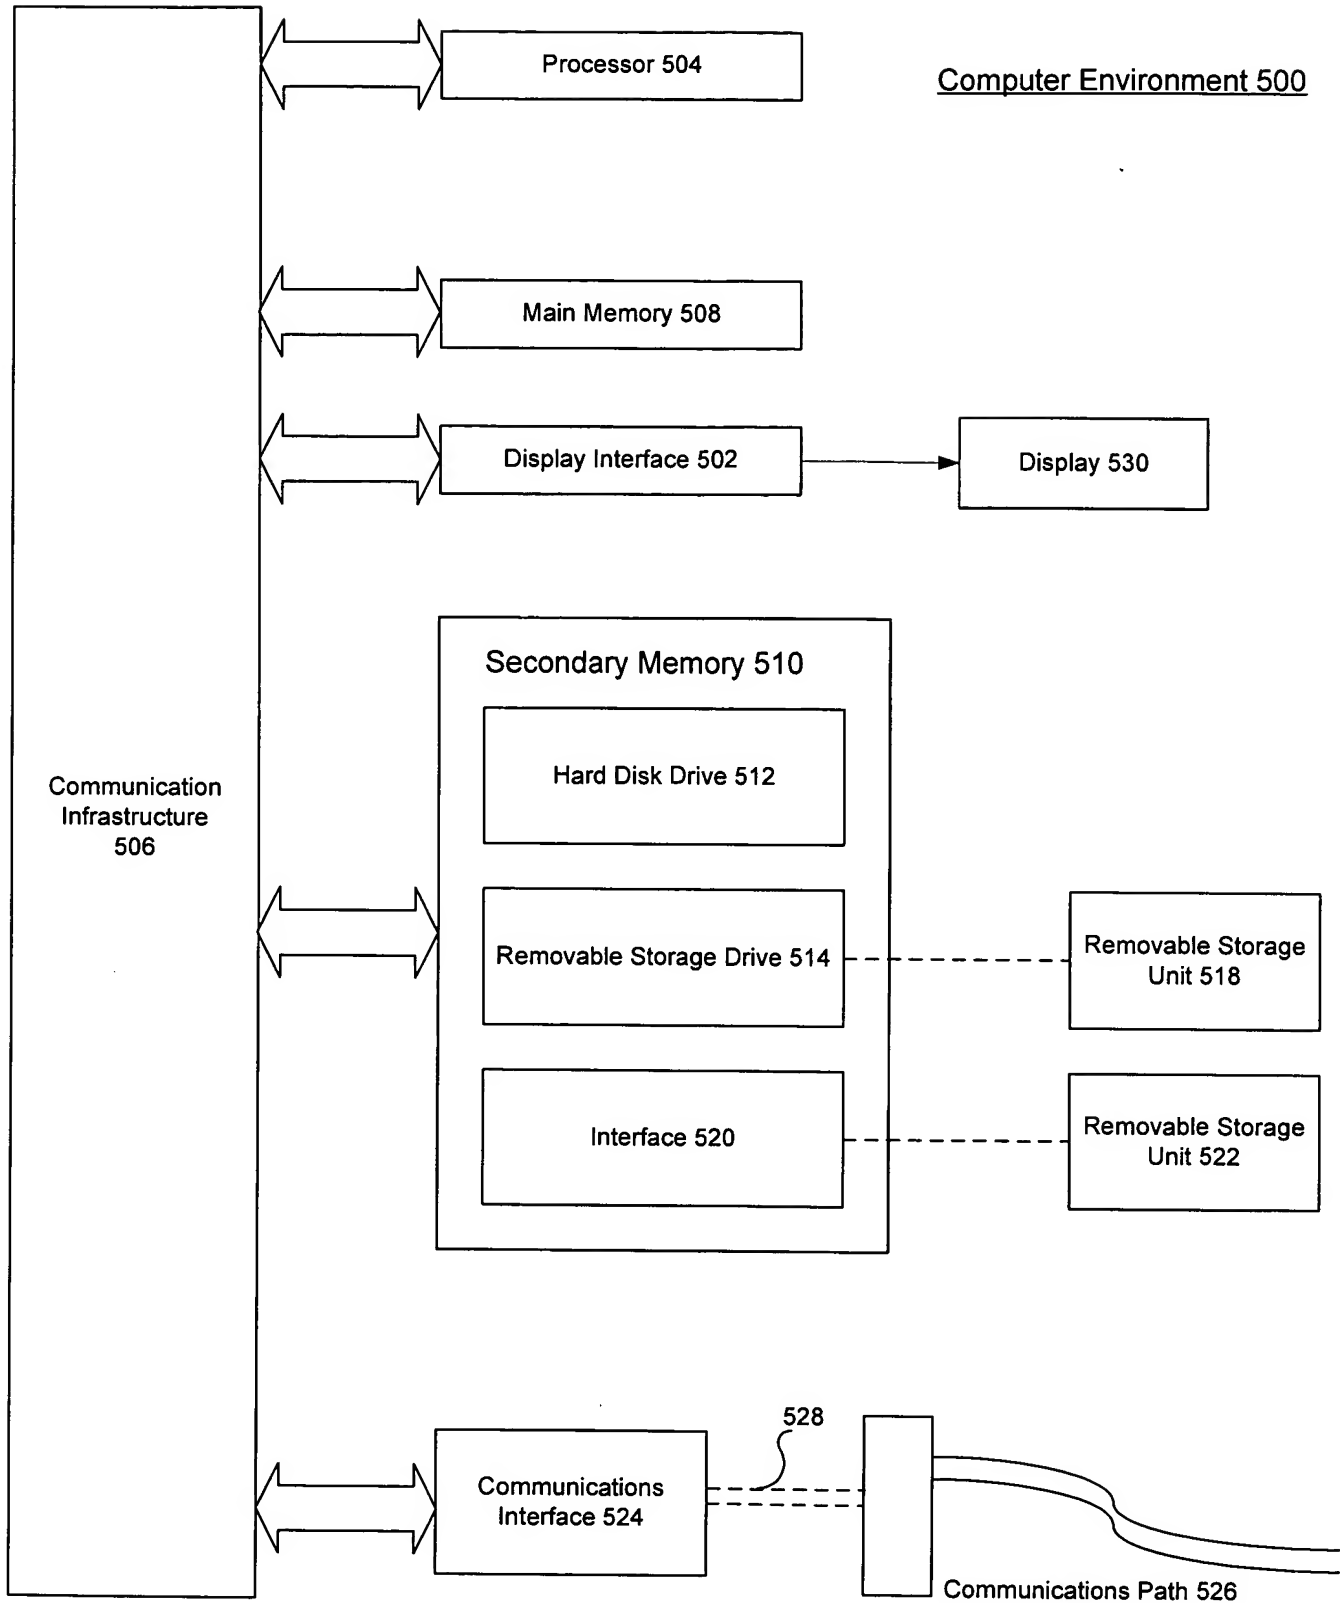 Processor 504
Computer Environment 500
Main Memory 508
Display Interface 502
Display 530
Secondary Memory 510
Hard Disk Drive 512
Communication
Infrastructure
506
Removable Storage Drive 514
Removable Storage
Unit 518
Interface 520
Removable Storage
Unit 522
528
Communications
Interface 524
Communications Path 526